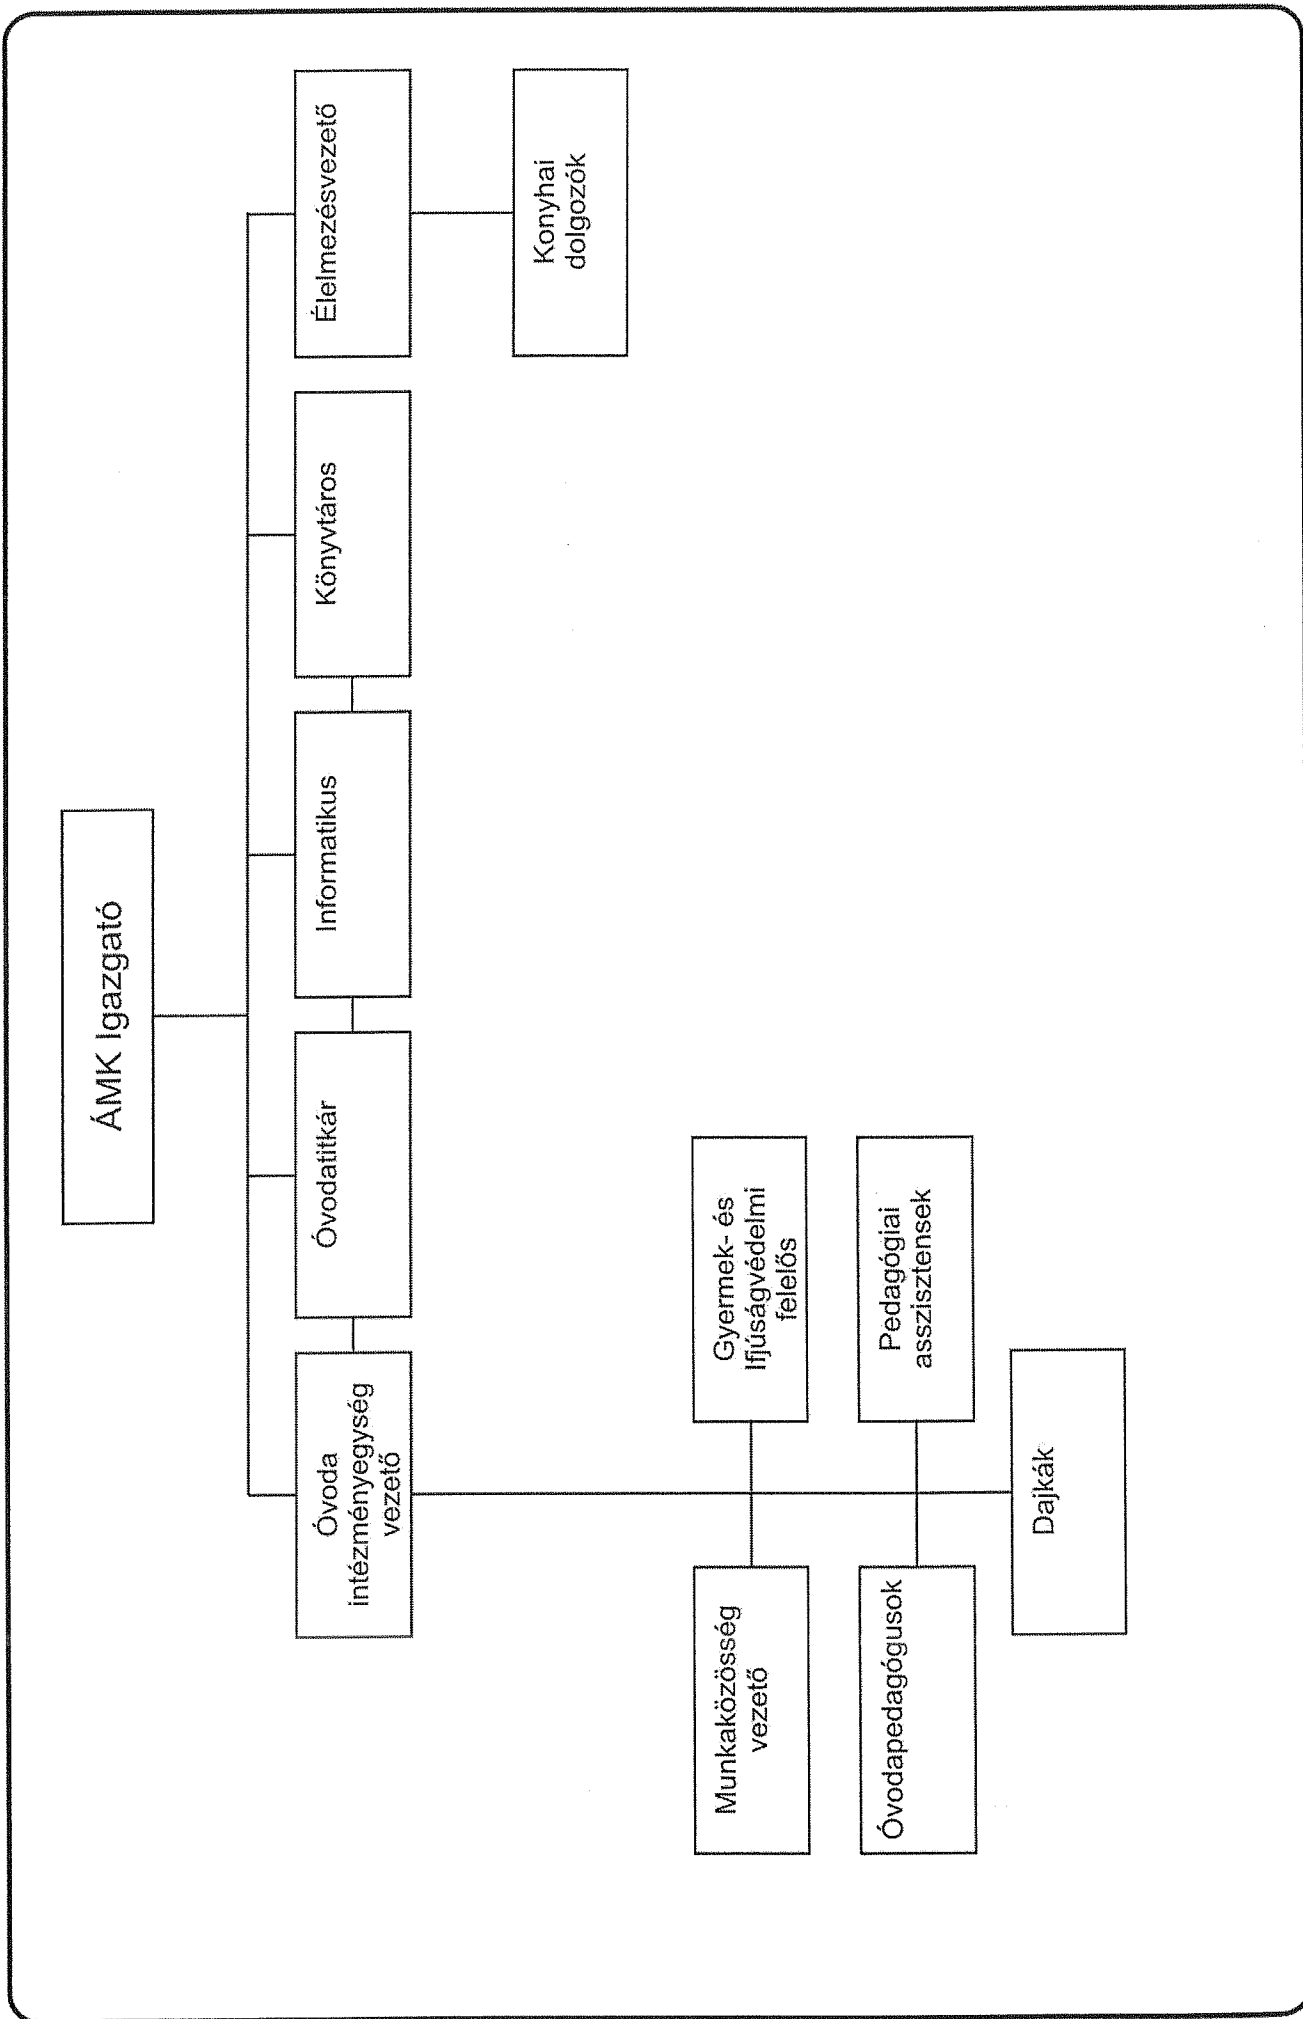 ÁMK Igazgató
Óvoda
intézményegység
vezető
Óvodatitkár
Informatikus
Könyvtáros
Élelmezésvezető
Konyhai
dolgozók
Munkaközösség
vezető
Gyermek- és
Ifjúságvédelmi
felelős
Óvodapedagógusok
Pedagógiai
asszisztensek
Dajkák